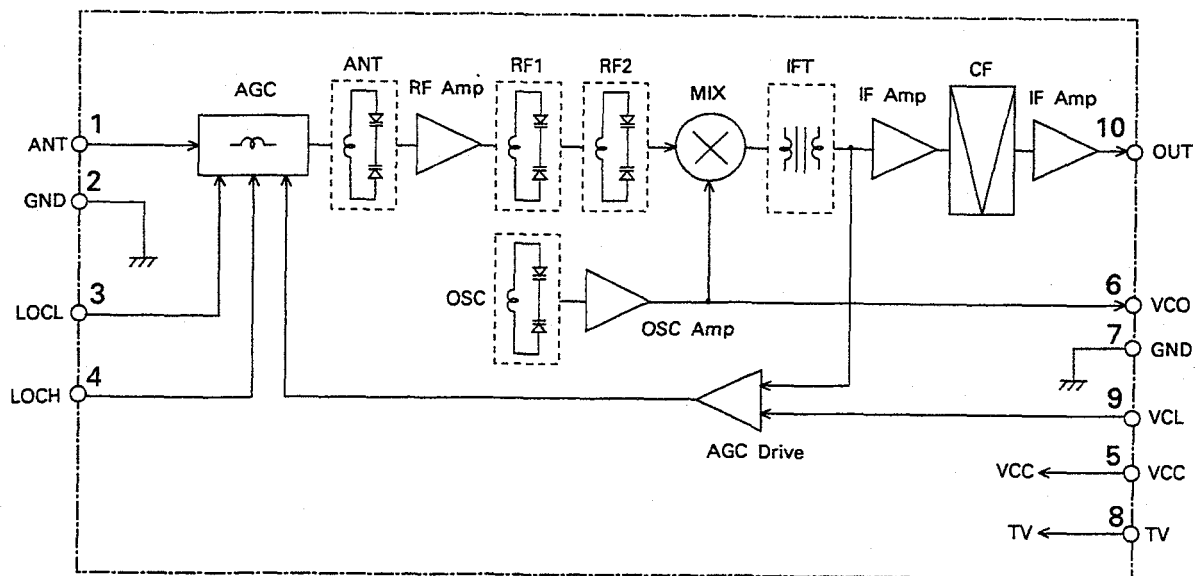 AGC
ANT
RF Amp
RF1
RF2
MIX
IFT
IF Amp
CF
IF Amp
ANT 1
10 OUT
GND 2
LOCL 3
OSC
OSC Amp
6 VCO
7 GND
LOCH 4
AGC Drive
9 VCL
VCC 5 VCC
TV 8 TV